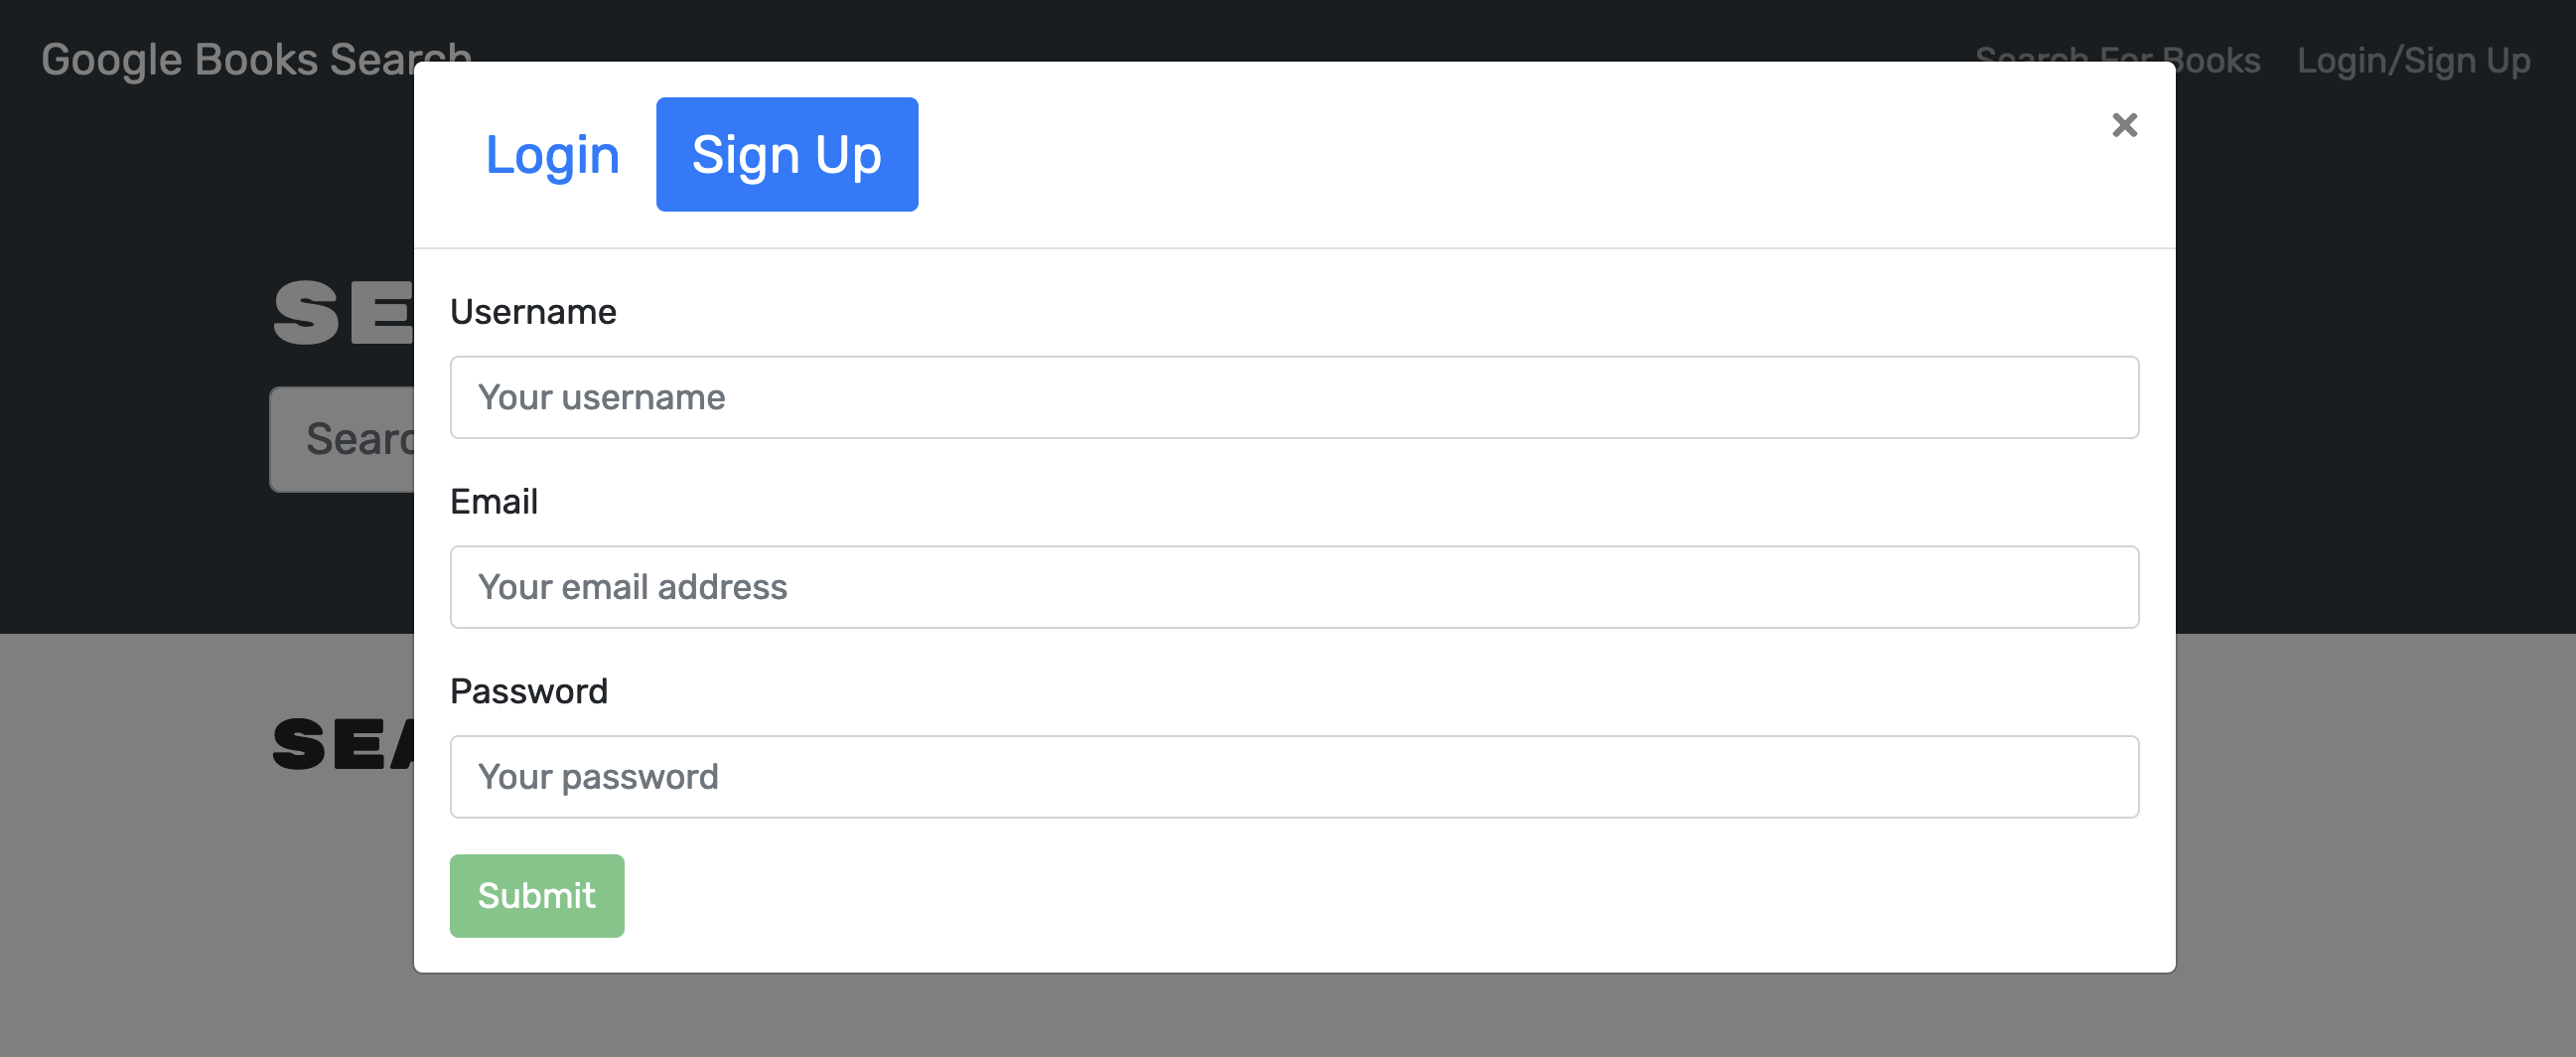 Google Books Search
Search For Books
Login/Sign Up
Login
Sign Up
×
Username
Your username
Email
Your email address
Password
Your password
Submit
SE
Searc
SEA